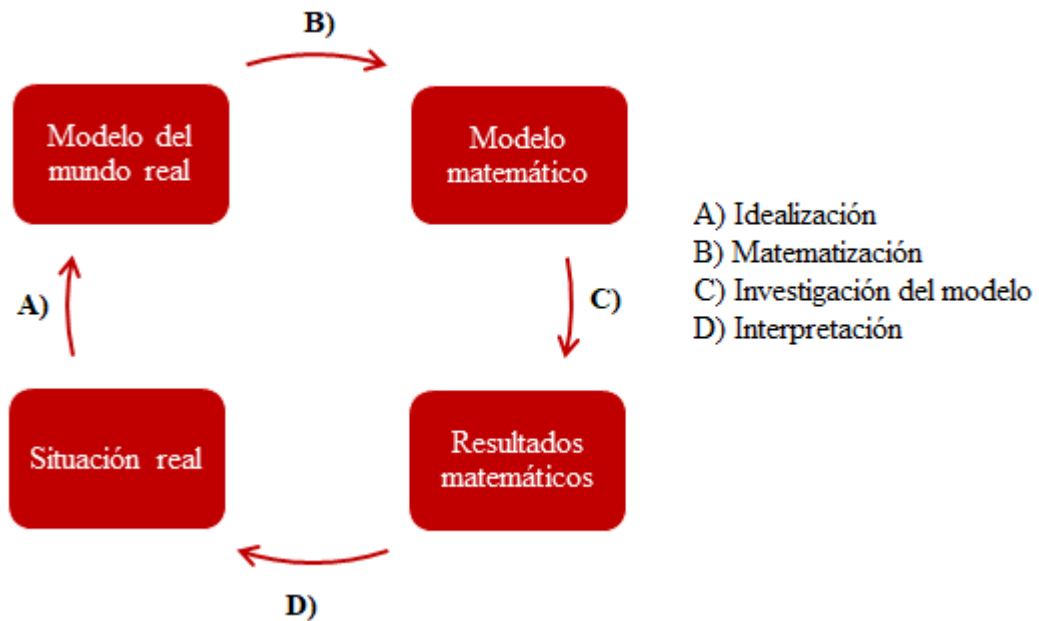 B)
Modelo del
mundo real
Modelo
matemático
A) Idealización
B) Matematización
C) Investigación del modelo
D) Interpretación
A)
C)
Situación real
Resultados
matemáticos
D)